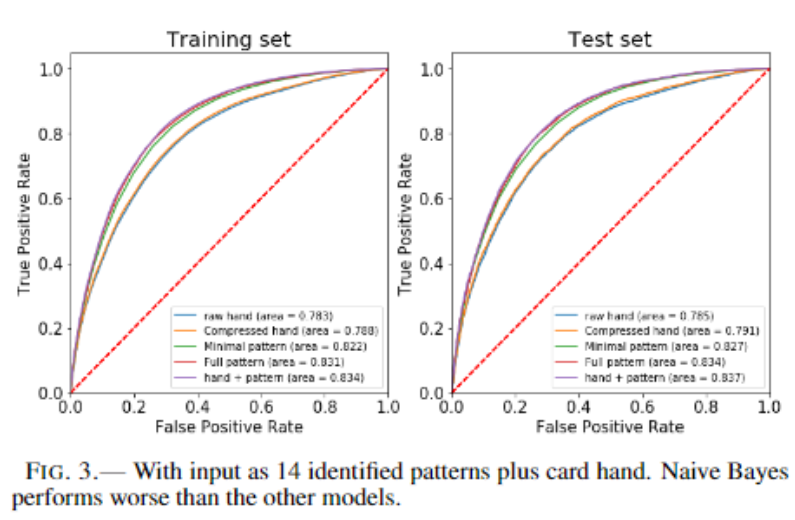 Training set
1.0
0.8
0.6
0.4
0.2
0.0
True Positive Rate
raw hand (area = 0.783)
Compressed hand (area = 0.788)
Minimal pattern (area = 0.822)
Full pattern (area = 0.831)
hand + pattern (area = 0.834)
0.0 0.2 0.4 0.6 0.8 1.0
False Positive Rate
Test set
1.0
0.8
0.6
0.4
0.2
0.0
True Positive Rate
raw hand (area = 0.785)
Compressed hand (area = 0.791)
Minimal pattern (area = 0.827)
Full pattern (area = 0.834)
hand + pattern (area = 0.837)
0.0 0.2 0.4 0.6 0.8 1.0
False Positive Rate
FIG. 3.— With input as 14 identified patterns plus card hand. Naive Bayes
performs worse than the other models.